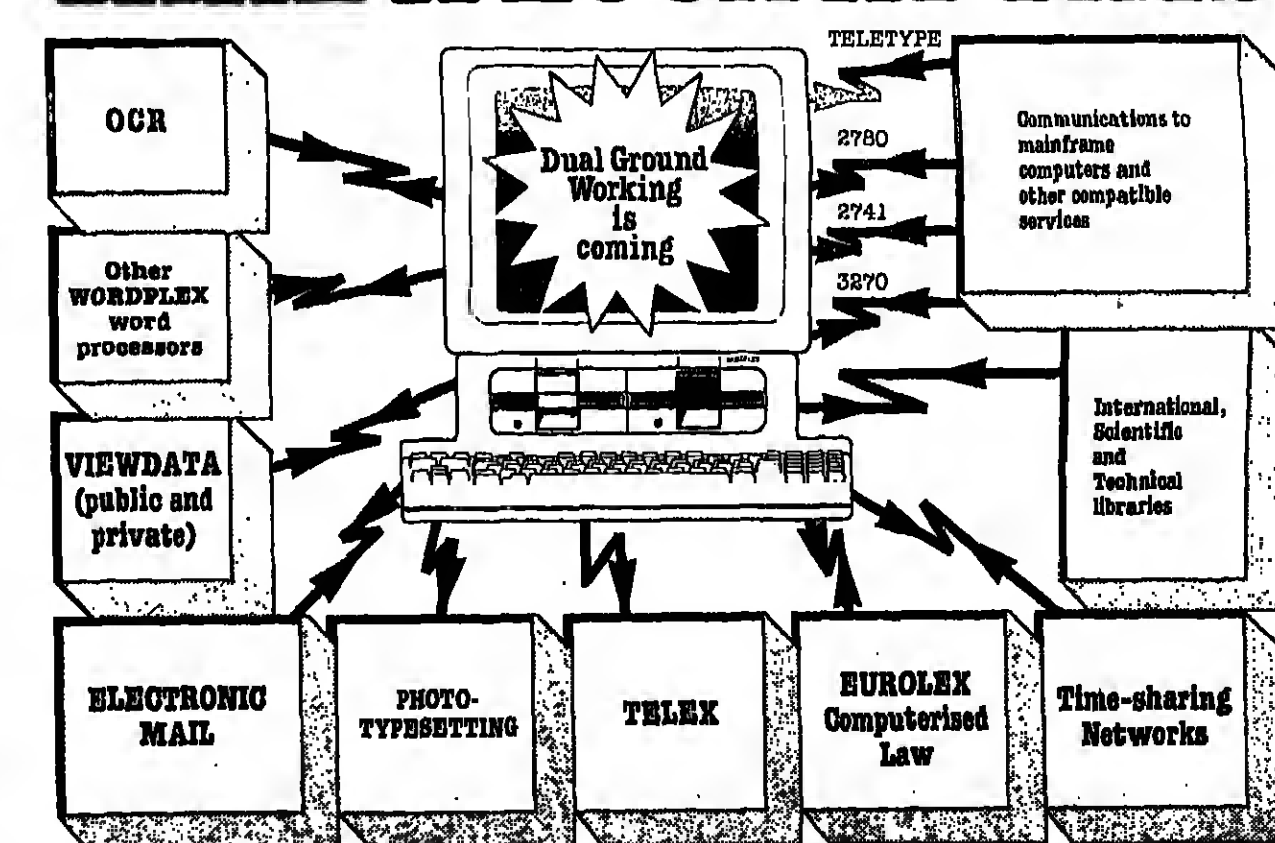 OCR
Other
WORDPLEX
word
processors
VIEWDATA
(public and
private)
Dual Ground
Working
is
coming
TELETYPE
2780
2741
3270
Communications to
mainframe
computers and
other compatible
services
International,
Scientific
and
Technical
libraries
ELECTRONIC
MAIL
PHOTO-
TYPESETTING
TELEX
EUROLEX
Computerised
Law
Time-sharing
Networks